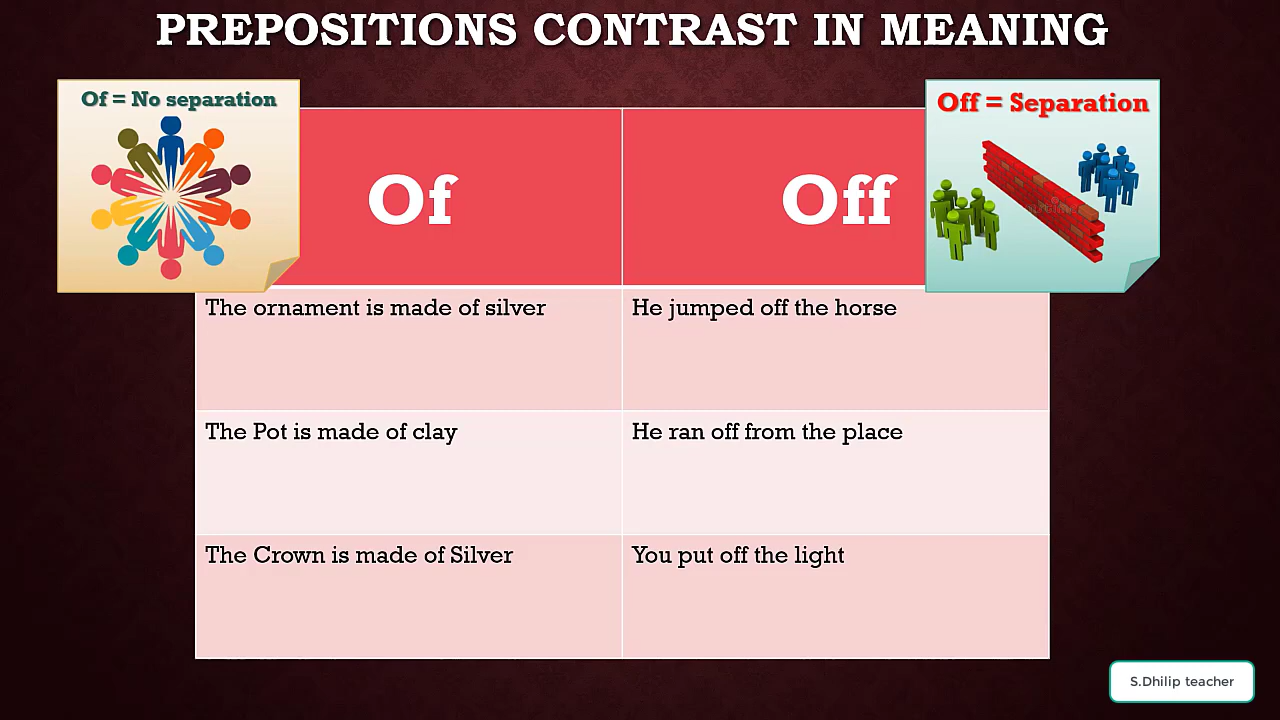 PREPOSITIONS CONTRAST IN MEANING
Of = No separation
Off = Separation
Of
Off
The ornament is made of silver
He jumped off the horse
The Pot is made of clay
He ran off from the place
The Crown is made of Silver
You put off the light
S.Dhilip teacher